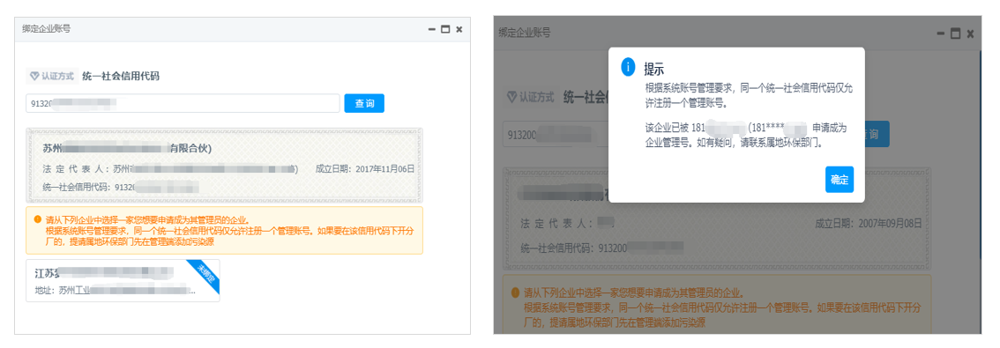 绑定企业账号
认证方式 统一社会信用代码
91320
查 询
苏州 有限合伙)
法 定 代 表 人：苏州 ) 成立日期：2017年11月06日
统一社会信用代码：91320
请从下列企业中选择一家您想要申请成为其管理员的企业。
根据系统账号管理要求，同一个统一社会信用代码仅允许注册一个管理账号。如果要在该信用代码下开分
厂的，提请属地环保部门先在管理端添加污染源
江苏
未绑定
地址：苏州工业 ...
绑定企业账号
提示
根据系统账号管理要求，同一个统一社会信用代码仅允
许注册一个管理账号。
该企业已被 181 (181**** 申请成为
企业管理号。如有疑问，请联系属地环保部门。
确定
认证方式 统一社会信
913200
询
法 定 代 表 人：
成立日期：2007年09月08日
统一社会信用代码：913200
请从下列企业中选择一家您想要申请成为其管理员的企业。
根据系统账号管理要求，同一个统一社会信用代码仅允许注册一个管理账号。如果要在该信用代码下开分
厂的，提请属地环保部门先在管理端添加污染源